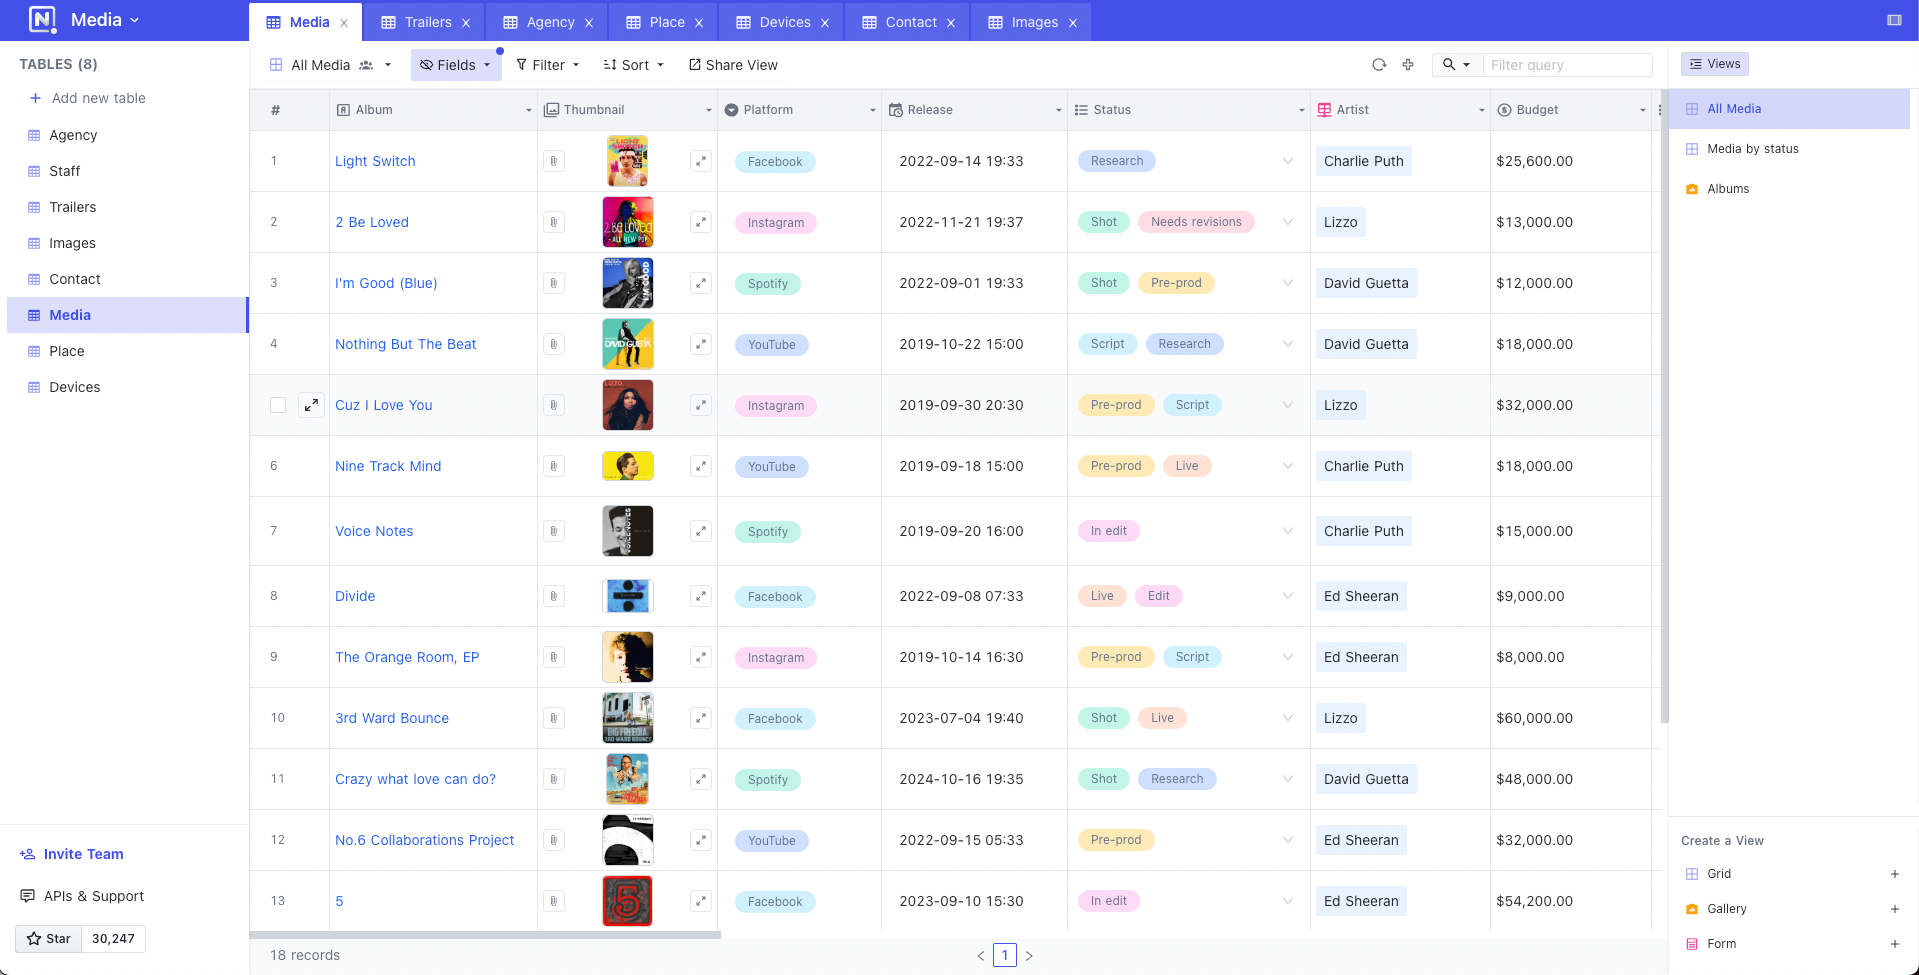 Media
Media
Trailers
Agency
Place
Devices
Contact
Images
TABLES (8)
Add new table
Agency
Staff
Trailers
Images
Contact
Media
Place
Devices
Invite Team
APIs & Support
Star 30,247
All Media Fields Filter Sort Share View Filter query
# Album Thumbnail Platform Release Status Artist Budget
1 Light Switch Facebook 2022-09-14 19:33 Research Charlie Puth $25,600.00
2 2 Be Loved Instagram 2022-11-21 19:37 Shot Needs revisions Lizzo $13,000.00
3 I'm Good (Blue) Spotify 2022-09-01 19:33 Shot Pre-prod David Guetta $12,000.00
4 Nothing But The Beat DAVID GUETTA YouTube 2019-10-22 15:00 Script Research David Guetta $18,000.00
Cuz I Love You LIZZO Instagram 2019-09-30 20:30 Pre-prod Script Lizzo $32,000.00
6 Nine Track Mind YouTube 2019-09-18 15:00 Pre-prod Live Charlie Puth $18,000.00
7 Voice Notes Spotify 2019-09-20 16:00 In edit Charlie Puth $15,000.00
8 Divide Facebook 2022-09-08 07:33 Live Edit Ed Sheeran $9,000.00
9 The Orange Room, EP Instagram 2019-10-14 16:30 Pre-prod Script Ed Sheeran $8,000.00
10 3rd Ward Bounce BIG FREEDIA 3RD WARD BOUNCE Facebook 2023-07-04 19:40 Shot Live Lizzo $60,000.00
11 Crazy what love can do? Spotify 2024-10-16 19:35 Shot Research David Guetta $48,000.00
12 No.6 Collaborations Project YouTube 2022-09-15 05:33 Pre-prod Ed Sheeran $32,000.00
13 5 5 Facebook 2023-09-10 15:30 In edit Ed Sheeran $54,200.00
18 records
1
Views
All Media
Media by status
Albums
Create a View
Grid
Gallery
Form